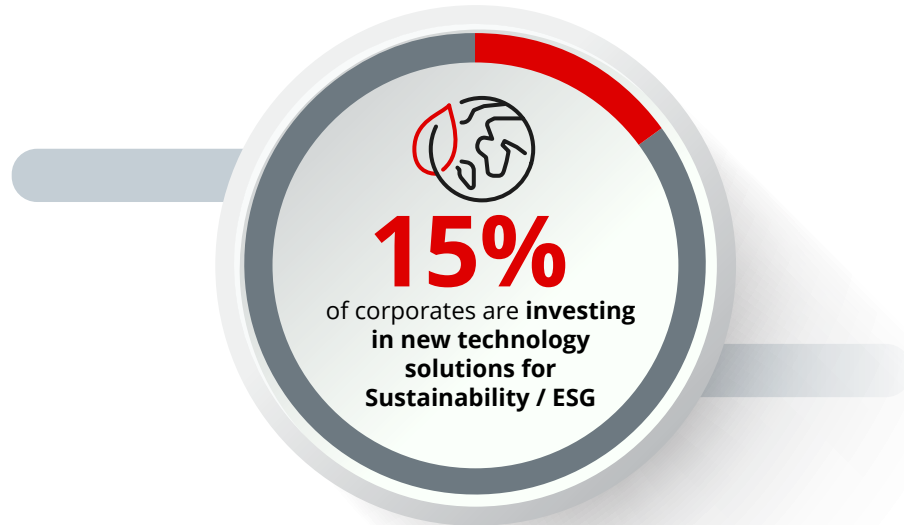 15%
of corporates are investing
in new technology
solutions for
Sustainability / ESG